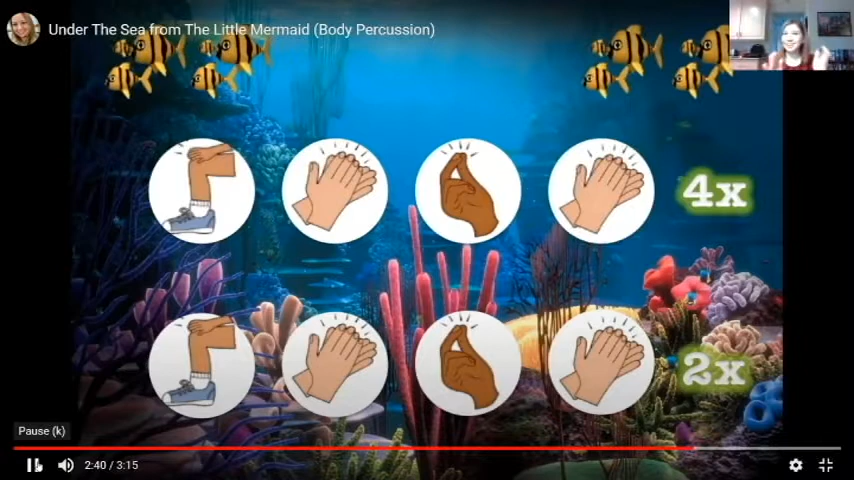 Under The Sea from The Little Mermaid (Body Percussion)
4x
2x
Pause (k)
2:40 / 3:15